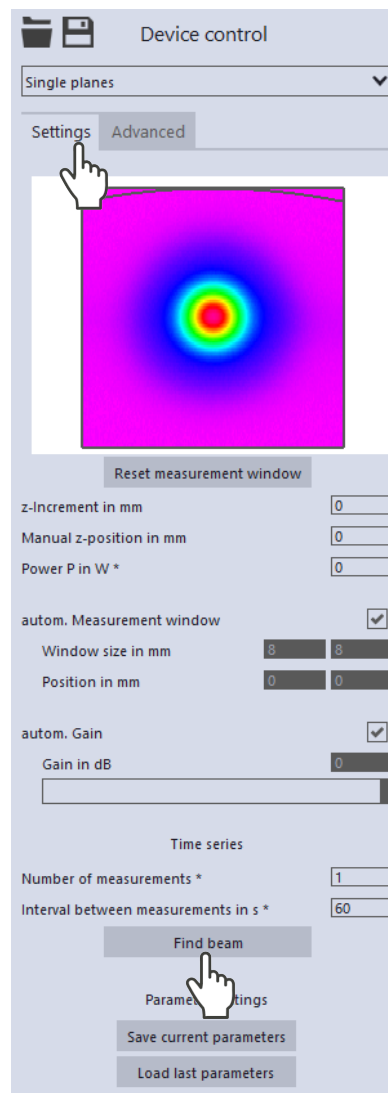 Device control
Single planes
Settings Advanced
Reset measurement window
z-Increment in mm 0
Manual z-position in mm 0
Power P in W * 0
autom. Measurement window
Window size in mm 8 8
Position in mm 0 0
autom. Gain
Gain in dB 0
Time series
Number of measurements * 1
Interval between measurements in s * 60
Find beam
Save current parameters
Load last parameters